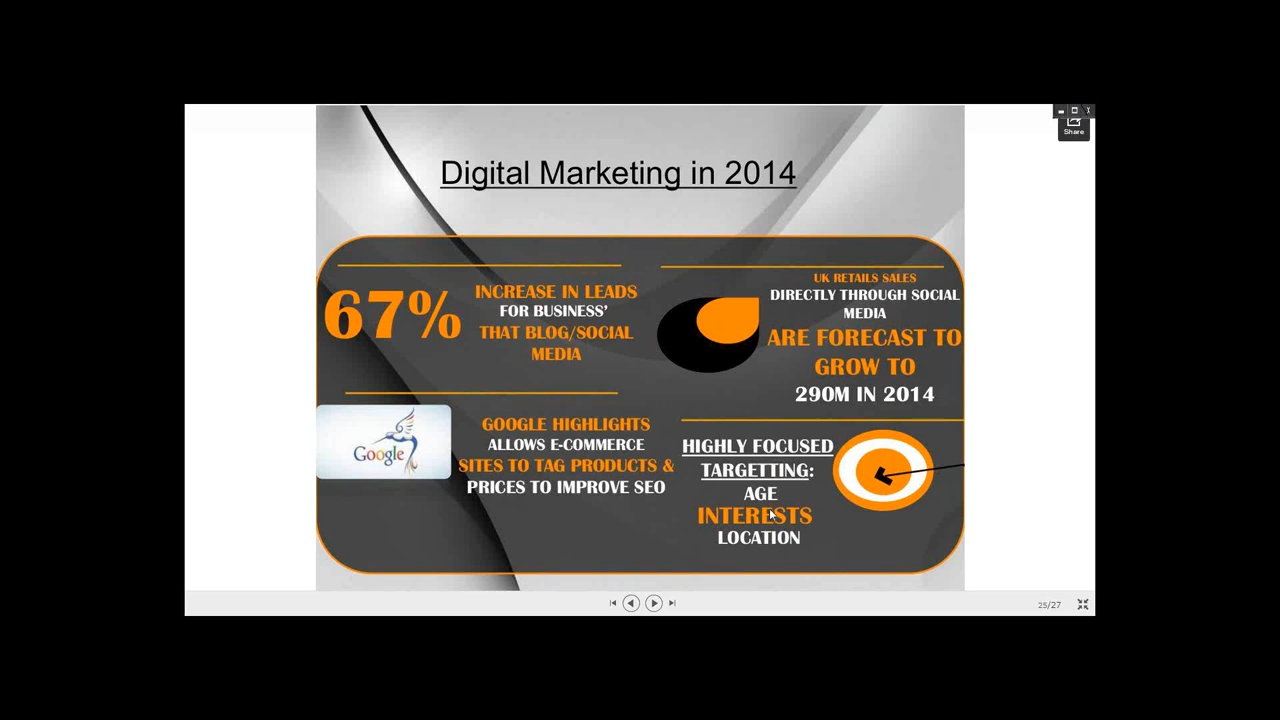 Share
Digital Marketing in 2014
67%
INCREASE IN LEADS
FOR BUSINESS'
THAT BLOG/SOCIAL
MEDIA
UK RETAILS SALES
DIRECTLY THROUGH SOCIAL
MEDIA
ARE FORECAST TO
GROW TO
290M IN 2014
Google
GOOGLE HIGHLIGHTS
ALLOWS E-COMMERCE
SITES TO TAG PRODUCTS &
PRICES TO IMPROVE SEO
HIGHLY FOCUSED
TARGETTING:
AGE
INTERESTS
LOCATION
25/27